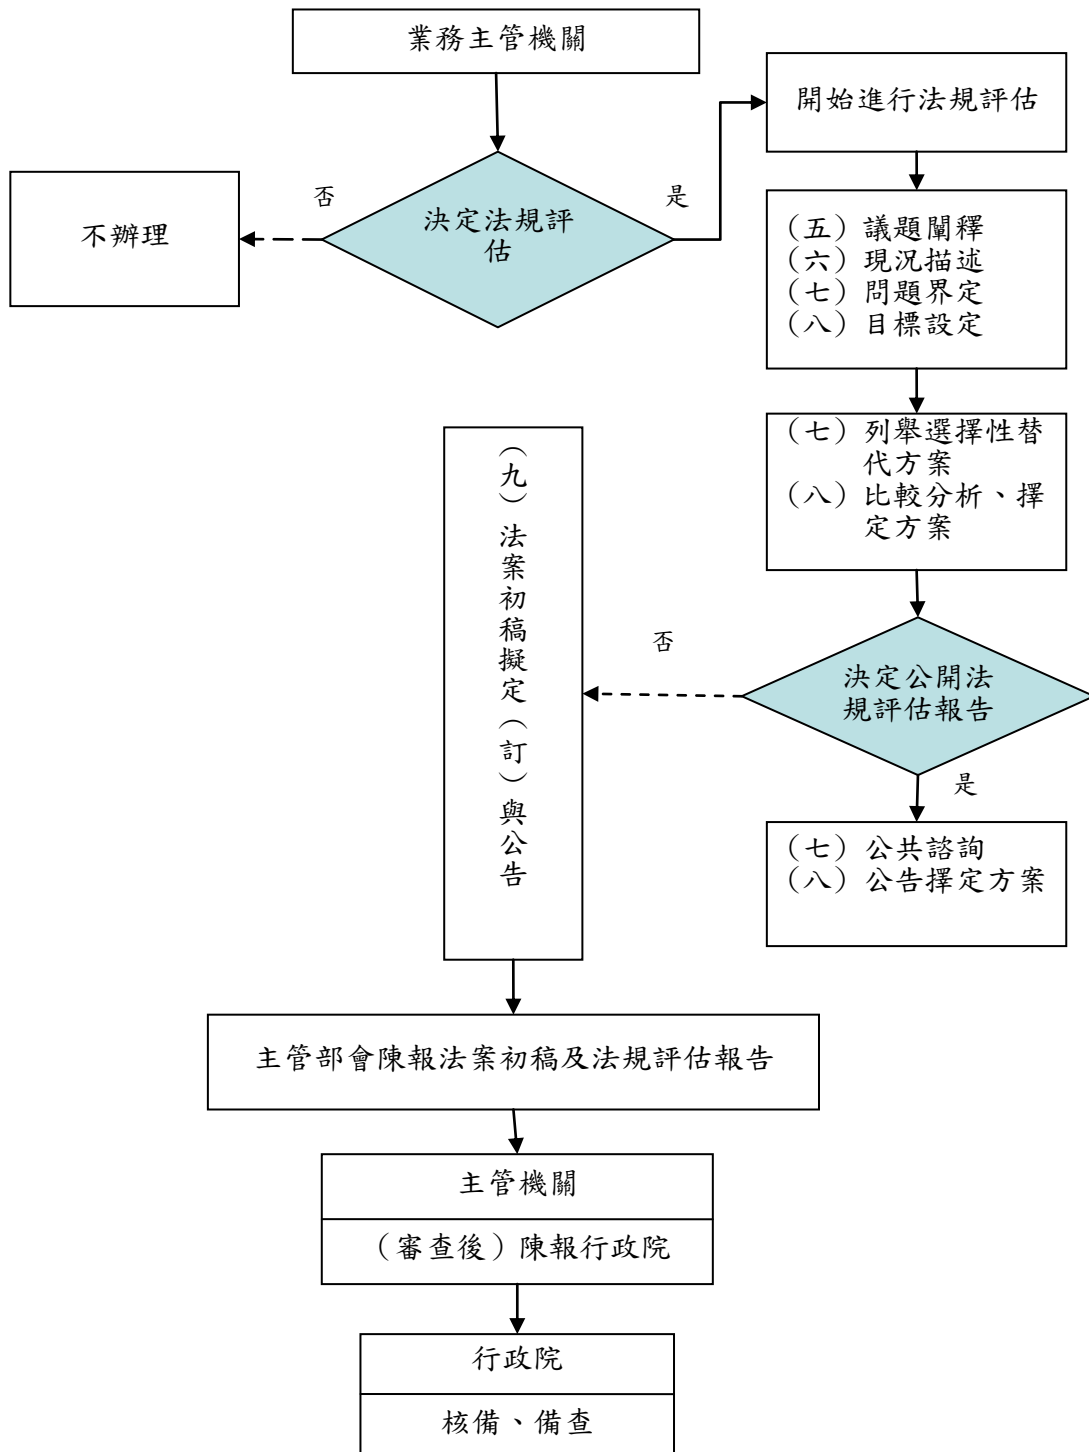 業務主管機關
開始進行法規評估
否
是
決定法規評
估
不辦理
（五）議題闡釋
（六）現況描述
（七）問題界定
（八）目標設定
（七）列舉選擇性替
代方案
（八）比較分析、擇
定方案
（九）法案初稿擬定（訂）與公告
否
決定公開法
規評估報告
是
（七）公共諮詢
（八）公告擇定方案
主管部會陳報法案初稿及法規評估報告
主管機關
（審查後）陳報行政院
行政院
核備、備查